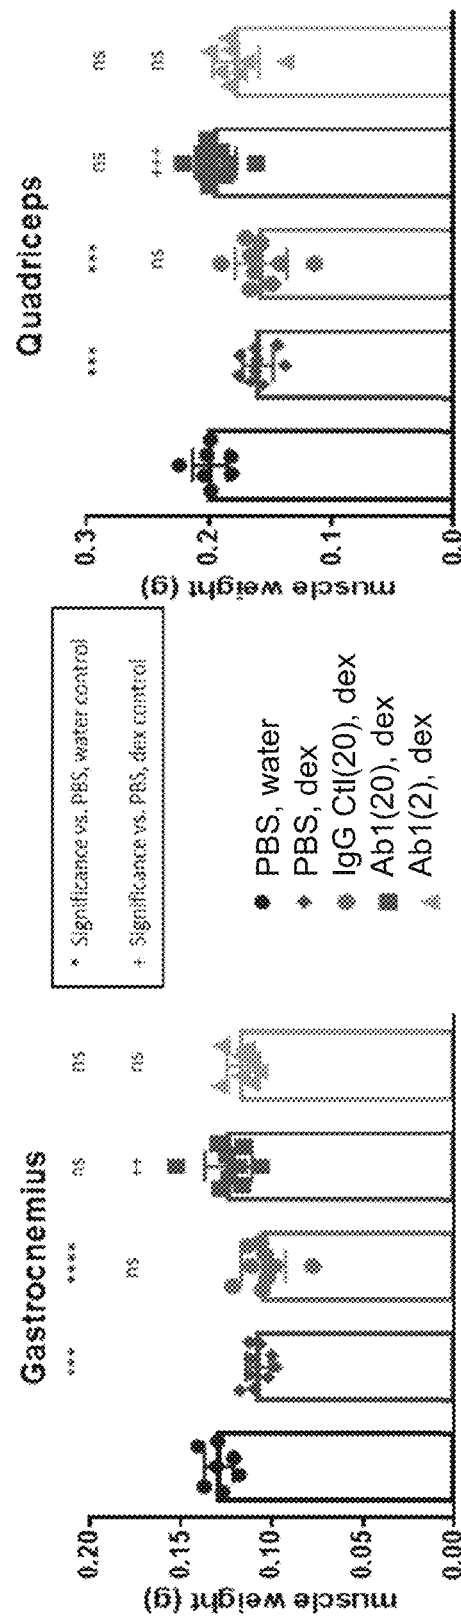 Gastrocnemius
*** **** ns ns
ns ++ ns
0.20
0.15
0.10
0.05
0.00
muscle weight (g)
* Significance vs. PBS, water control
+ Significance vs. PBS, dex control
PBS, water
PBS, dex
IgG Ctl(20), dex
Ab1(20), dex
Ab1(2), dex
Quadriceps
*** *** ns ns
ns +++ ns
0.3
0.2
0.1
0.0
muscle weight (g)